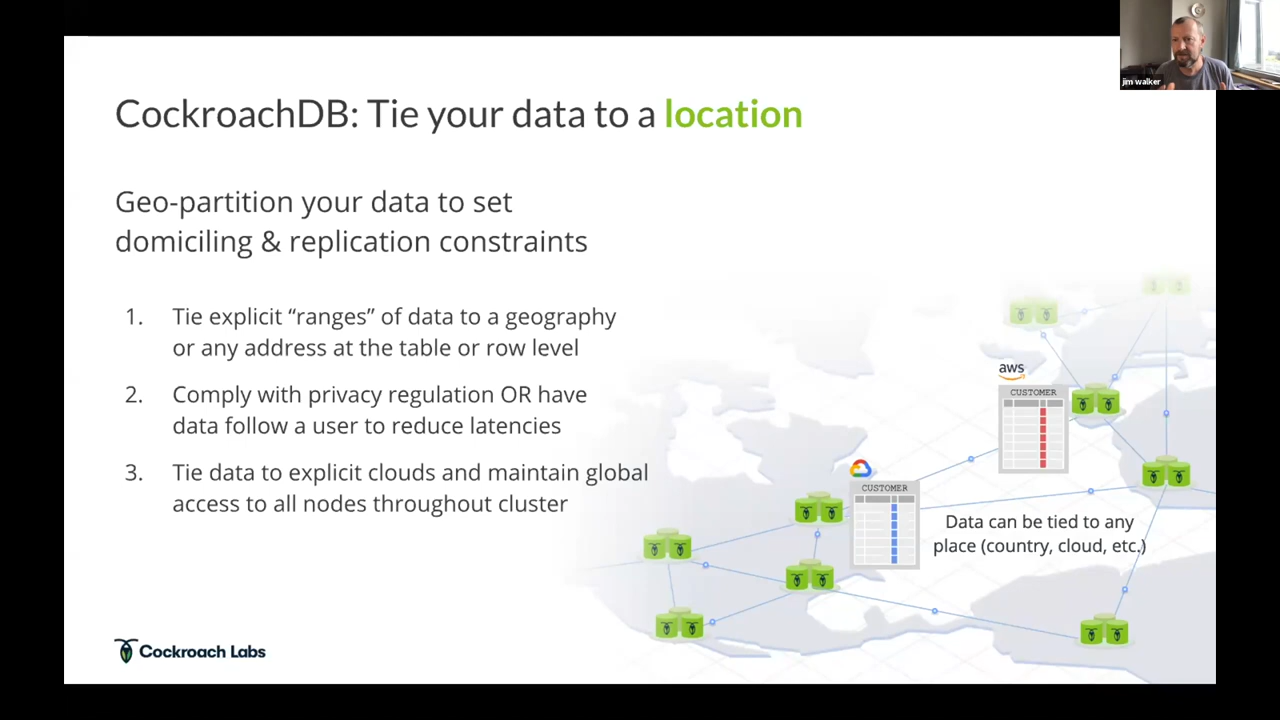 jim walker
CockroachDB: Tie your data to a location
Geo-partition your data to set
domiciling & replication constraints
1. Tie explicit “ranges” of data to a geography
or any address at the table or row level
2. Comply with privacy regulation OR have
data follow a user to reduce latencies
3. Tie data to explicit clouds and maintain global
access to all nodes throughout cluster
aws
CUSTOMER
CUSTOMER
Data can be tied to any
place (country, cloud, etc.)
Cockroach Labs